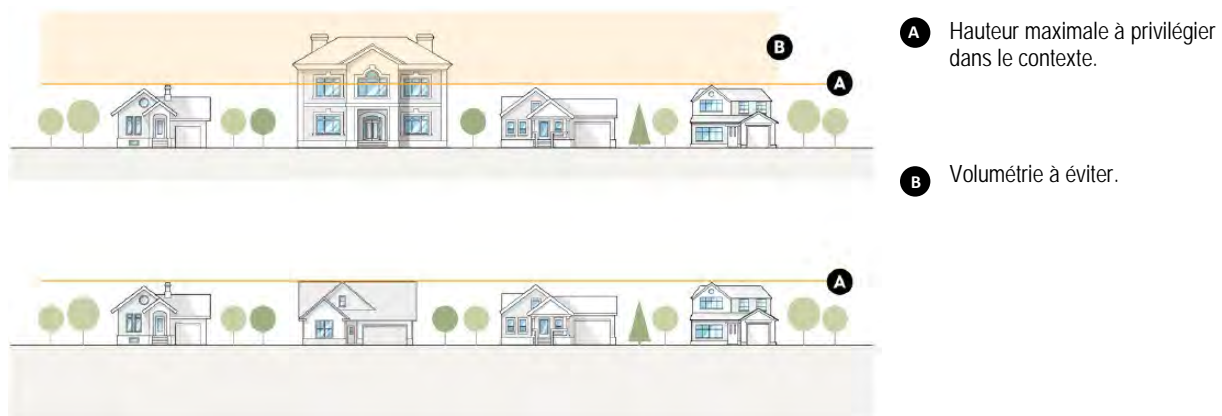 B
A
A Hauteur maximale à privilégier
dans le contexte.
B Volumétrie à éviter.
A